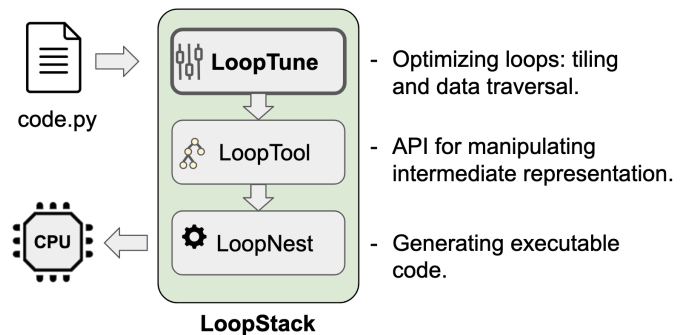 code.py
LoopTune
- Optimizing loops: tiling
and data traversal.
LoopTool
- API for manipulating
intermediate representation.
CPU
LoopNest
- Generating executable
code.
LoopStack